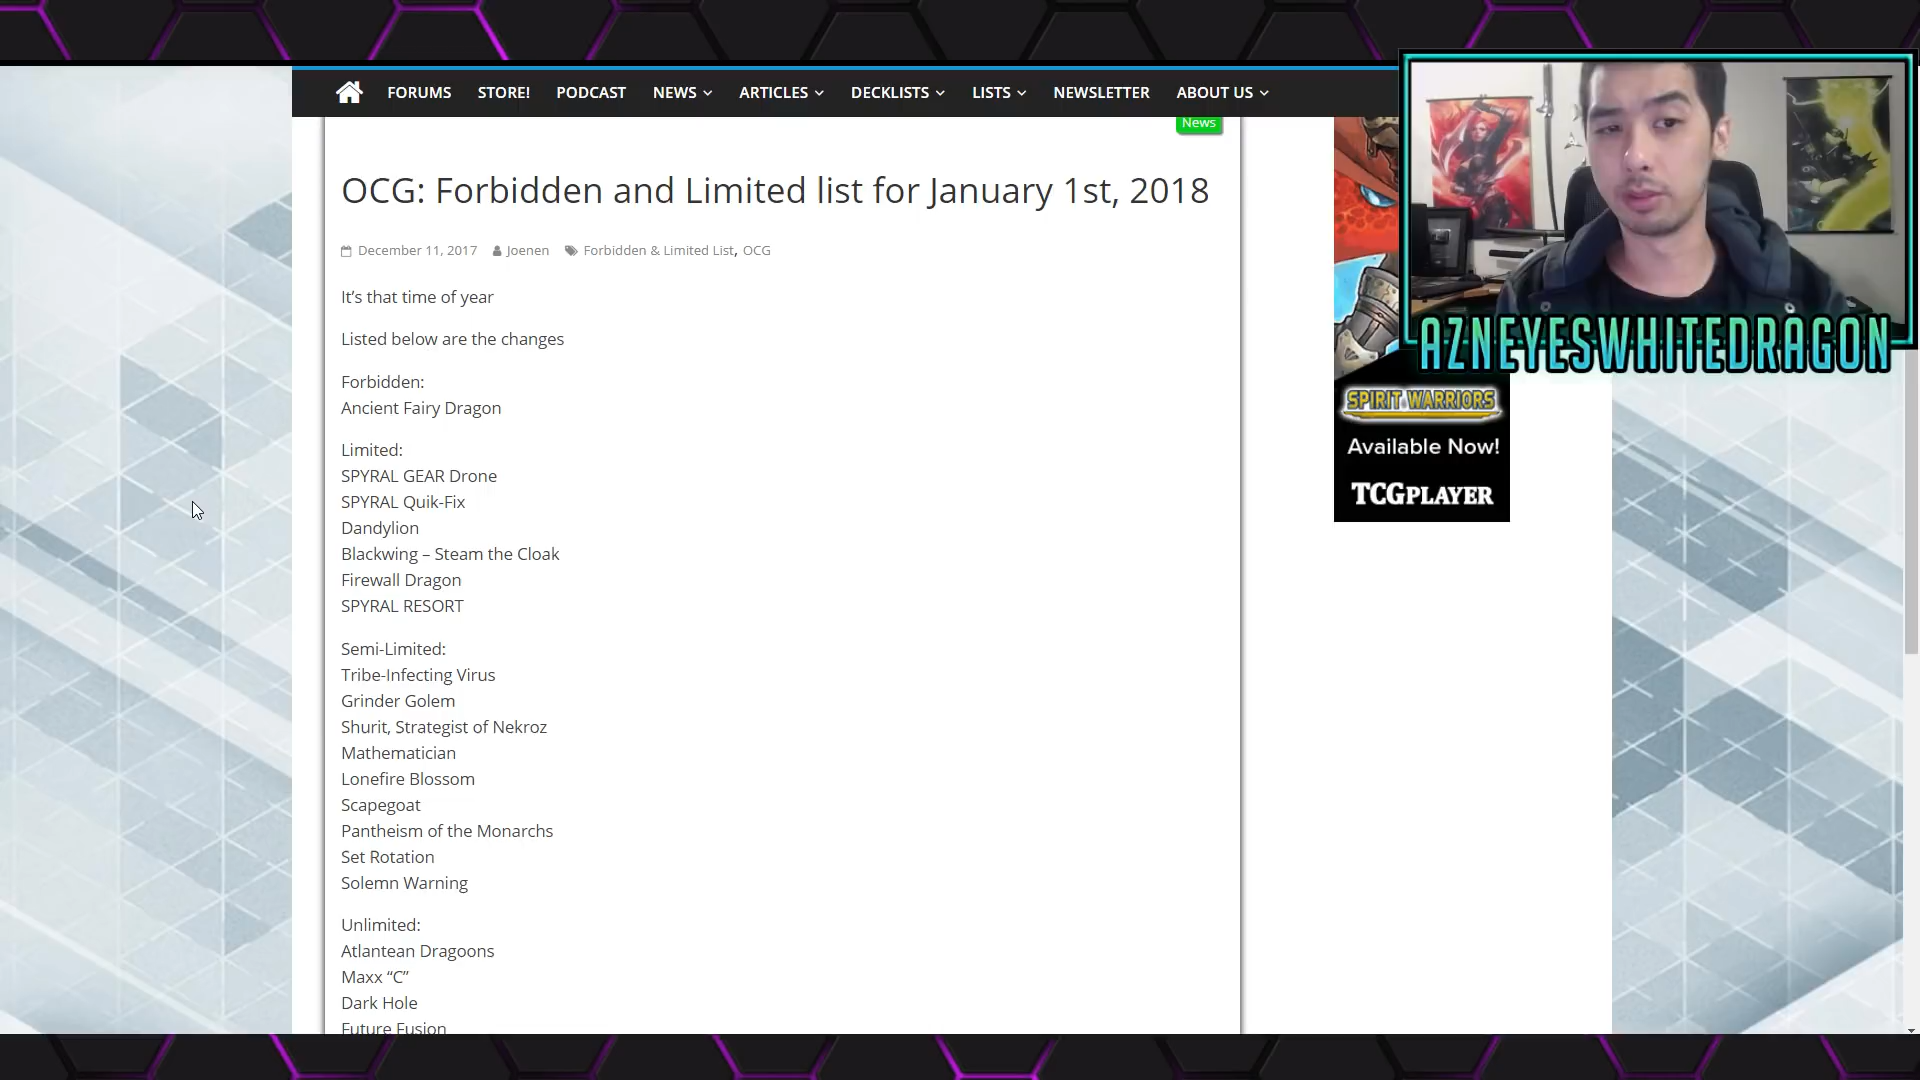 FORUMS STORE! PODCAST NEWS ARTICLES DECKLISTS LISTS NEWSLETTER ABOUT US
News
OCG: Forbidden and Limited list for January 1st, 2018
December 11, 2017 Joenen Forbidden & Limited List, OCG
It's that time of year
Listed below are the changes
Forbidden:
Ancient Fairy Dragon
Limited:
SPYRAL GEAR Drone
SPYRAL Quik-Fix
Dandylion
Blackwing – Steam the Cloak
Firewall Dragon
SPYRAL RESORT
Semi-Limited:
Tribe-Infecting Virus
Grinder Golem
Shurit, Strategist of Nekroz
Mathematician
Lonefire Blossom
Scapegoat
Pantheism of the Monarchs
Set Rotation
Solemn Warning
Unlimited:
Atlantean Dragoons
Maxx “C”
Dark Hole
Future Fusion
AZNEYESWHITEDRAGON
SPIRIT WARRIORS
Available Now!
TCGPLAYER